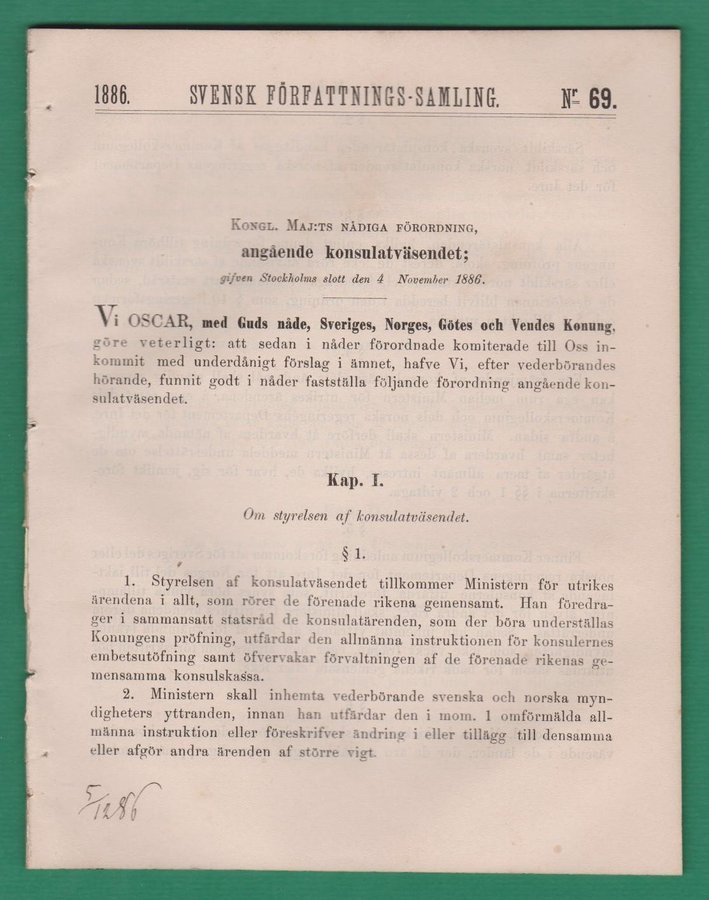 1886. SVENSK FÖRFATTNINGS-SAMLING. Nr 69.
KONGL. MAJ:TS NÅDIGA FÖRORDNING,
angående konsulatväsendet;
gifven Stockholms slott den 4 November 1886.
Vi OSCAR, med Guds nåde, Sveriges, Norges, Götes och Vendes Konung,
göre veterligt: att sedan i nåder förordnade komiterade till Oss in-
kommit med underdånigt förslag i ämnet, hafve Vi, efter vederbörandes
hörande, funnit godt i nåder fastställa följande förordning angående kon-
sulatväsendet.
Kap. I.
Om styrelsen af konsulatväsendet.
§ 1.
1. Styrelsen af konsulatväsendet tillkommer Ministern för utrikes
ärendena i allt, som rörer de förenade rikena gemensamt. Han föredra-
ger i sammansatt statsråd de konsulatärenden, som der böra underställas
Konungens pröfning, utfärdar den allmänna instruktionen för konsulernes
embetsutöfning samt öfvervakar förvaltningen af de förenade rikenas ge-
mensamma konsulskassa.
2. Ministern skall inhemta vederbörande svenska och norska myn-
digheters yttranden, innan han utfärdar den i mom. 1 omförmälda all-
männa instruktion eller föreskrifver ändring i eller tillägg till densamma
eller afgör andra ärenden af större vigt.
5/12 86